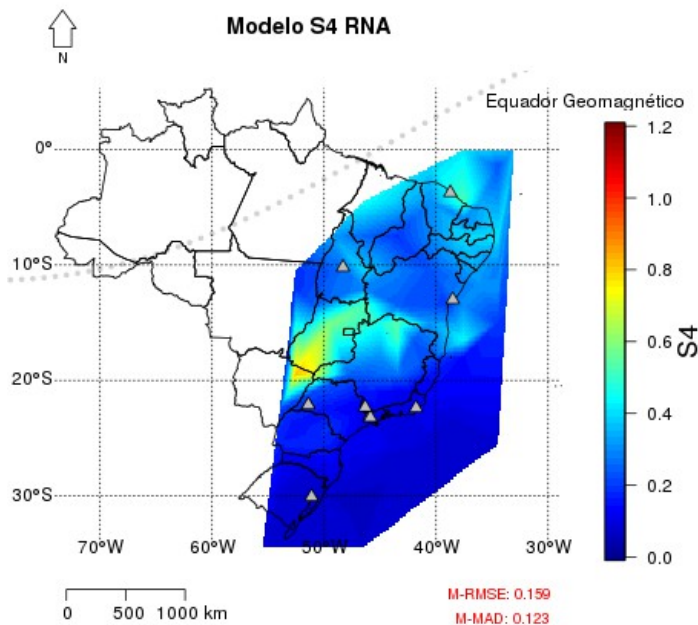 Modelo S4 RNA
N
Equador Geomagnético
1.2
1.0
0.8
0.6
0.4
0.2
0.0
S4
0°
10°S
20°S
30°S
70°W
60°W
50°W
40°W
30°W
0
500
1000 km
M-RMSE: 0.159
M-MAD: 0.123